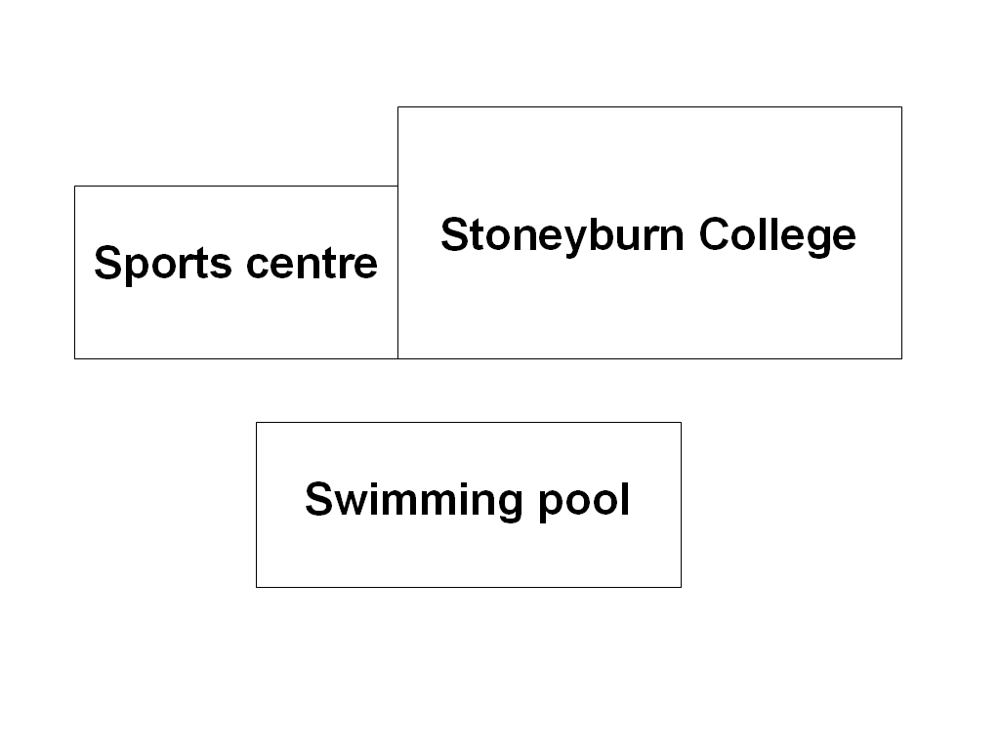 Stoneyburn College
Sports centre
Swimming pool